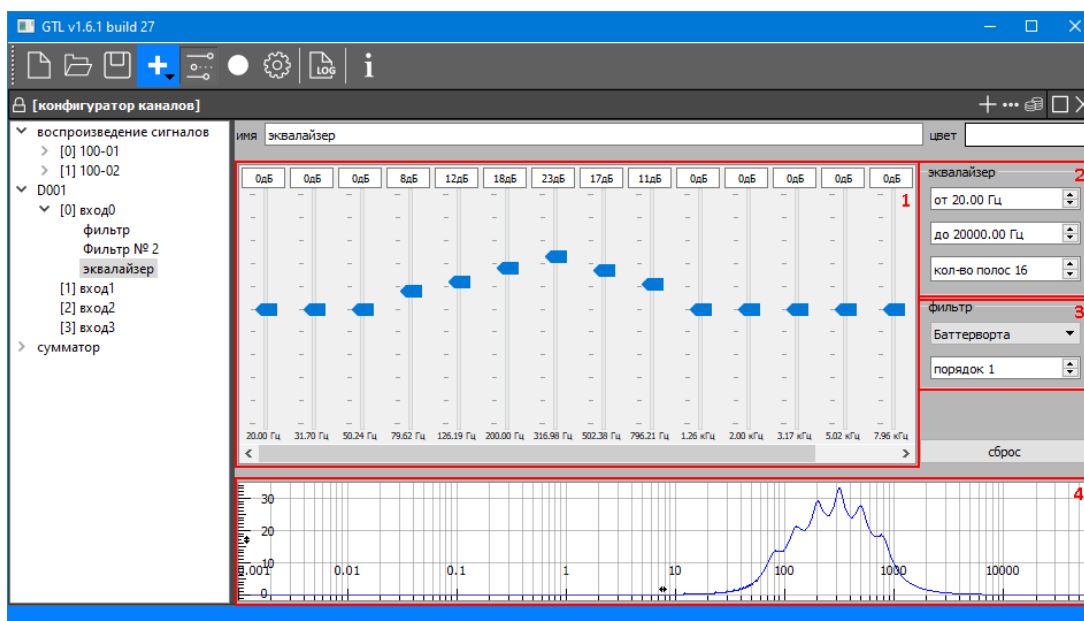 GTL v1.6.1 build 27
LOG
[конфигуратор каналов]
воспроизведение сигналов
[0] 100-01
[1] 100-02
D001
[0] вход0
фильтр
Фильтр № 2
эквалайзер
[1] вход1
[2] вход2
[3] вход3
сумматор
имя эквалайзер цвет
0дБ 0дБ 0дБ 8дБ 12дБ 18дБ 23дБ 17дБ 11дБ 0дБ 0дБ 0дБ 0дБ 0дБ
1
20.00 Гц 31.70 Гц 50.24 Гц 79.62 Гц 126.19 Гц 200.00 Гц 316.98 Гц 502.38 Гц 796.21 Гц 1.26 кГц 2.00 кГц 3.17 кГц 5.02 кГц 7.96 кГц
эквалайзер 2
от 20.00 Гц
до 20000.00 Гц
кол-во полос 16
фильтр 3
Баттерворта
порядок 1
сброс
4
30
20
10
0
0.001 0.01 0.1 1 10 100 1000 10000